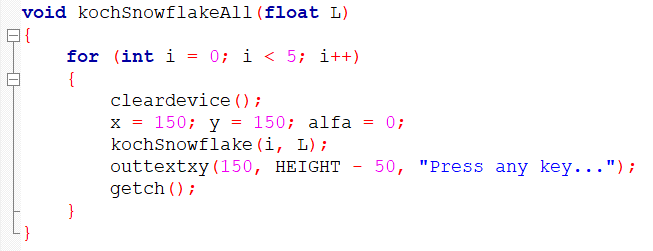 void kochSnowflakeAll(float L)
{
    for (int i = 0; i < 5; i++)
    {
        cleardevice();
        x = 150; y = 150; alfa = 0;
        kochSnowflake(i, L);
        outtextxy(150, HEIGHT - 50, "Press any key...");
        getch();
    }
}